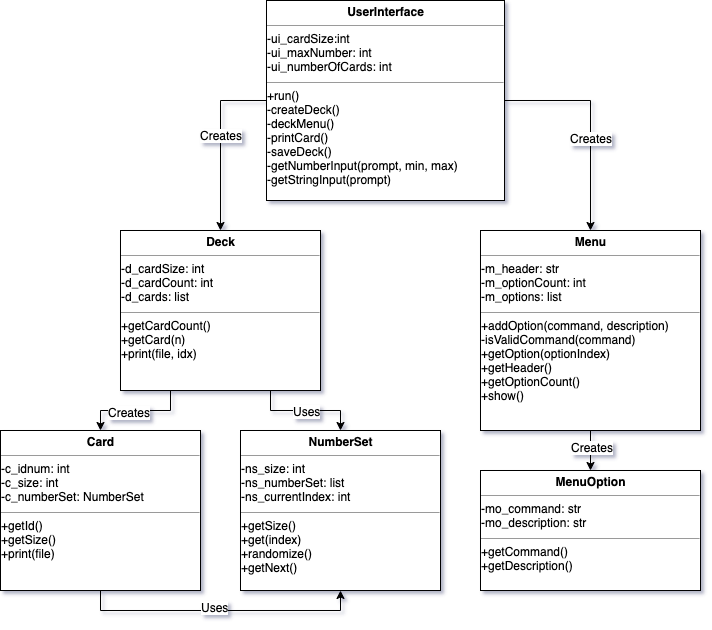 UserInterface
-ui_cardSize:int
-ui_maxNumber: int
-ui_numberOfCards: int
+run()
-createDeck()
-deckMenu()
-printCard()
-saveDeck()
-getNumberInput(prompt, min, max)
-getStringInput(prompt)
Creates
Creates
Deck
-d_cardSize: int
-d_cardCount: int
-d_cards: list
+getCardCount()
+getCard(n)
+print(file, idx)
Menu
-m_header: str
-m_optionCount: int
-m_options: list
+addOption(command, description)
-isValidCommand(command)
+getOption(optionIndex)
+getHeader()
+getOptionCount()
+show()
Creates
Uses
Creates
Card
-c_idnum: int
-c_size: int
-c_numberSet: NumberSet
+getId()
+getSize()
+print(file)
NumberSet
-ns_size: int
-ns_numberSet: list
-ns_currentIndex: int
+getSize()
+get(index)
+randomize()
+getNext()
MenuOption
-mo_command: str
-mo_description: str
+getCommand()
+getDescription()
Uses